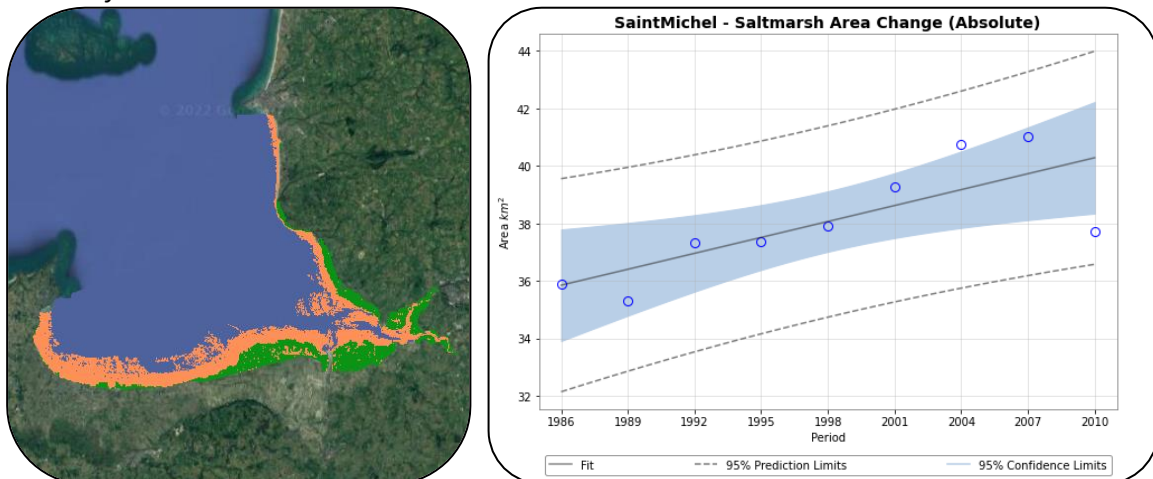 © 2022 G
SaintMichel - Saltmarsh Area Change (Absolute)
44
42
40
38
36
34
32
Area km²
1986 1989 1992 1995 1998 2001 2004 2007 2010
Period
Fit 95% Prediction Limits 95% Confidence Limits